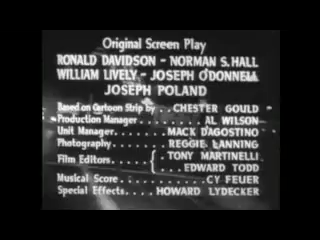 Original Screen Play
RONALD DAVIDSON - NORMAN S. HALL
WILLIAM LIVELY - JOSEPH O'DONNELL
JOSEPH POLAND
Based on Cartoon Strip by . . CHESTER GOULD
Production Manager . . . . . . . . AL WILSON
Unit Manager . . . . . . MACK D'AGOSTINO
Photography . . . . . . . REGGIE LANNING
Film Editors . . . . . { TONY MARTINELLI
. . . EDWARD TODD
Musical Score . . . . . . . . . CY FEUER
Special Effects . . . . HOWARD LYDECKER